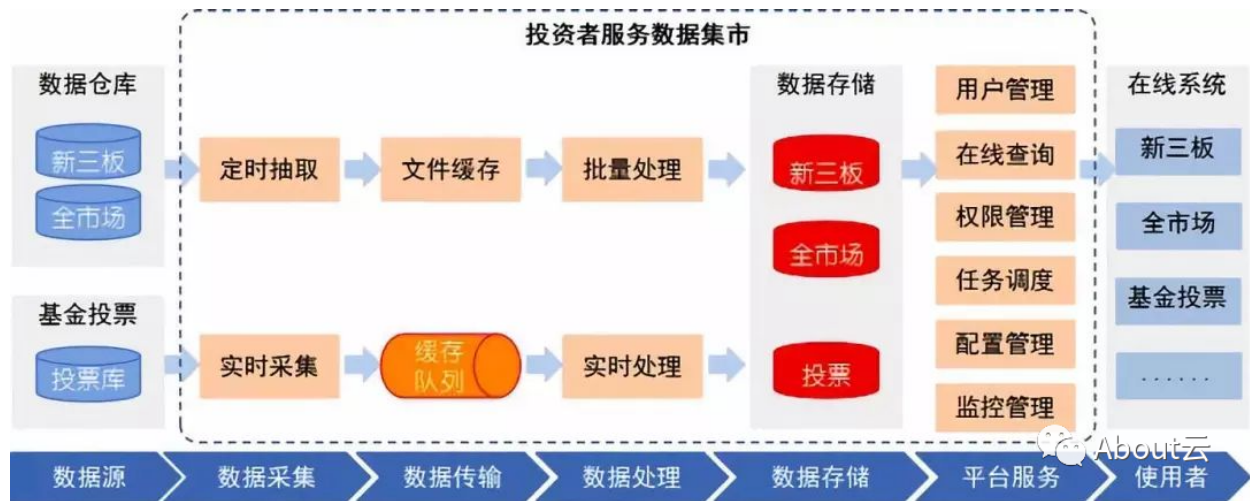 投资者服务数据集市
数据仓库
新三板
全市场
基金投票
投票库
定时抽取
文件缓存
批量处理
实时采集
缓存
队列
实时处理
数据存储
新三板
全市场
投票
用户管理
在线查询
权限管理
任务调度
配置管理
监控管理
在线系统
新三板
全市场
基金投票
......
About云
数据源
数据采集
数据传输
数据处理
数据存储
平台服务
使用者